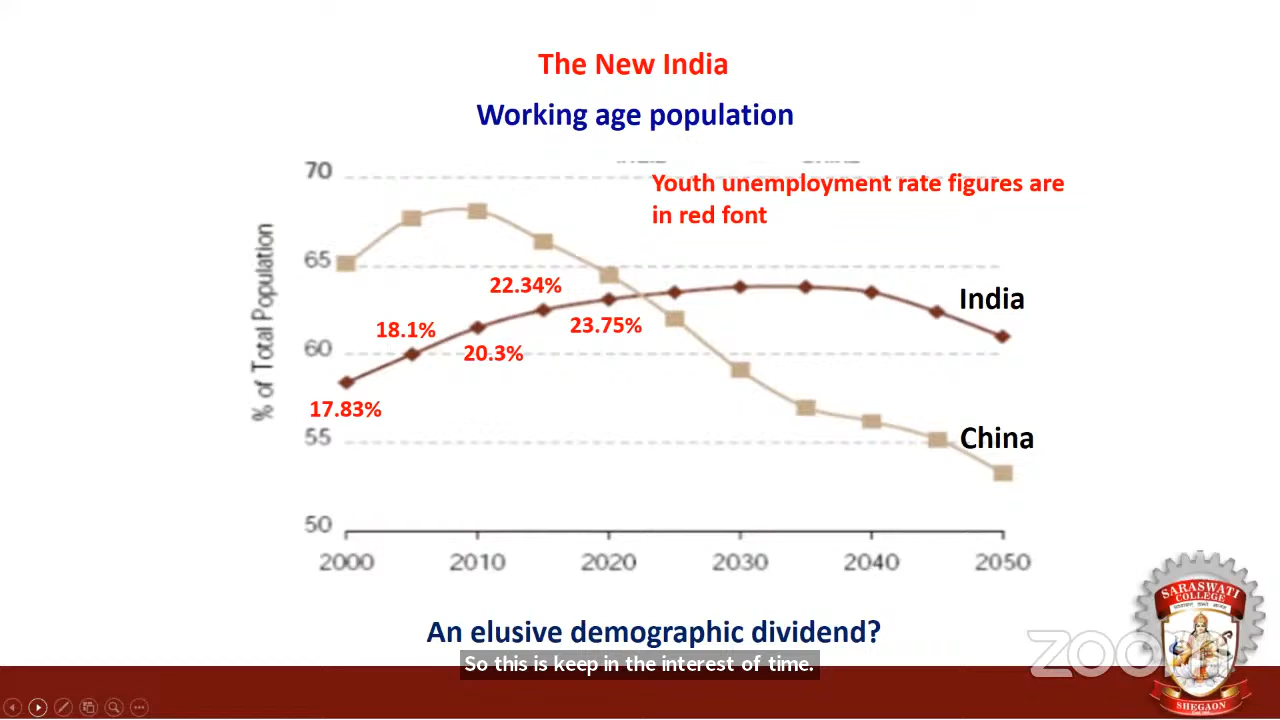 The New India
Working age population
Youth unemployment rate figures are
in red font
70
65
60
55
50
% of Total Population
22.34%
18.1%
23.75%
20.3%
17.83%
India
China
2000
2010
2020
2030
2040
2050
An elusive demographic dividend?
So this is keep in the interest of time.
zoom
SARASWATI
COLLEGE
SHEGAON